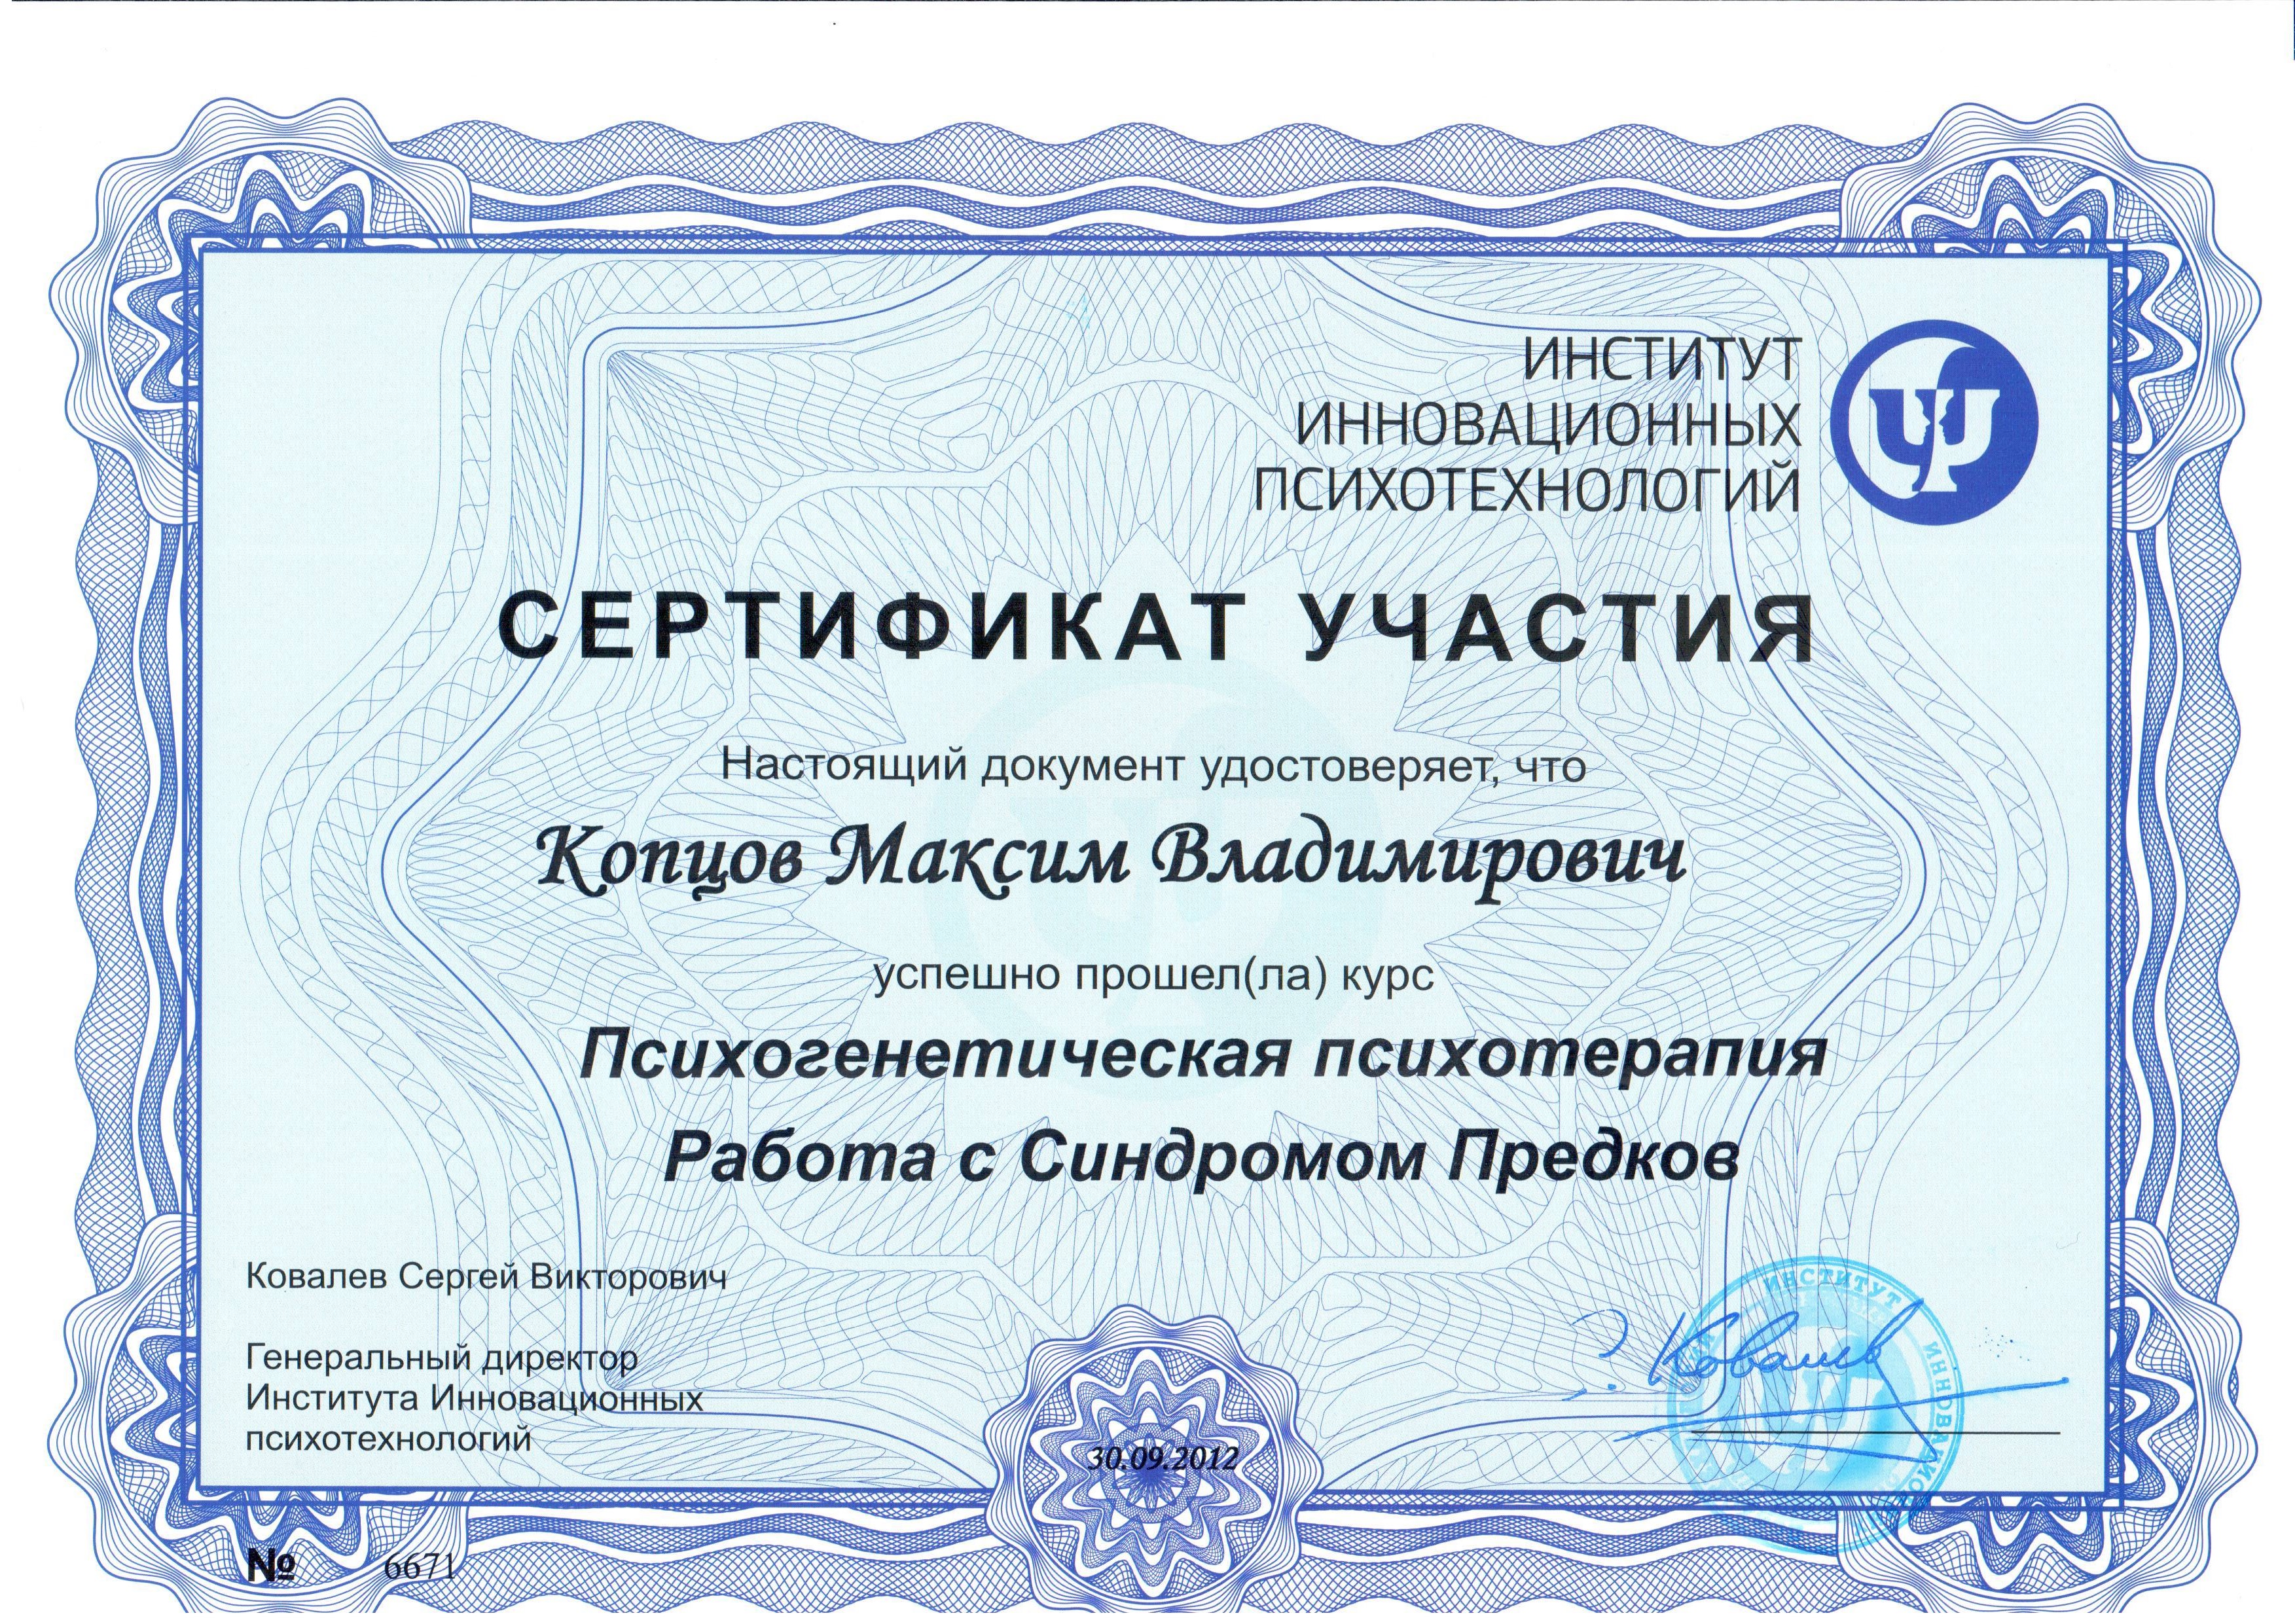 ИНСТИТУТ
ИННОВАЦИОННЫХ
ПСИХОТЕХНОЛОГИЙ
СЕРТИФИКАТ УЧАСТИЯ
Настоящий документ удостоверяет, что
Копцов Максим Владимирович
успешно прошел(ла) курс
Психогенетическая психотерапия
Работа с Синдромом Предков
Ковалев Сергей Викторович
Генеральный директор
Института Инновационных
психотехнологий
Ковалев
ИНСТИТУТ
30.09.2012
№ 6671